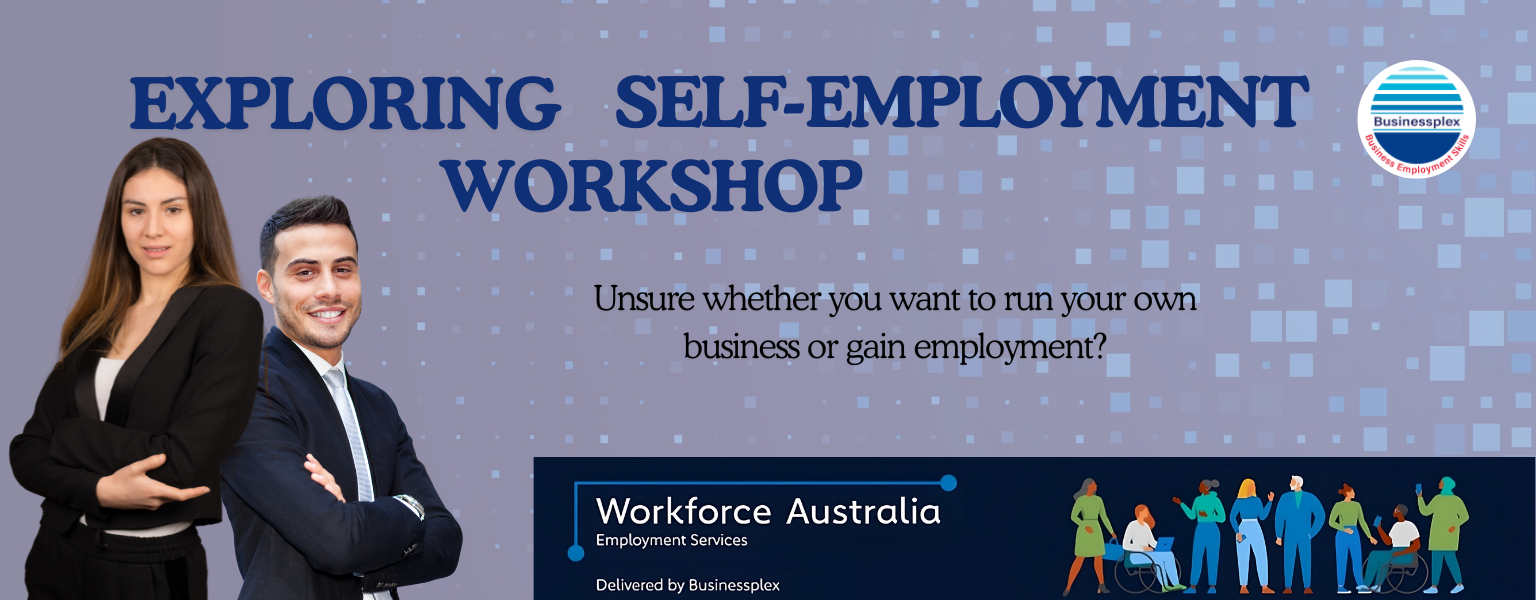 EXPLORING SELF-EMPLOYMENT
WORKSHOP
Businessplex
Business Employment Skills
Unsure whether you want to run your own
business or gain employment?
Workforce Australia
Employment Services
Delivered by Businessplex